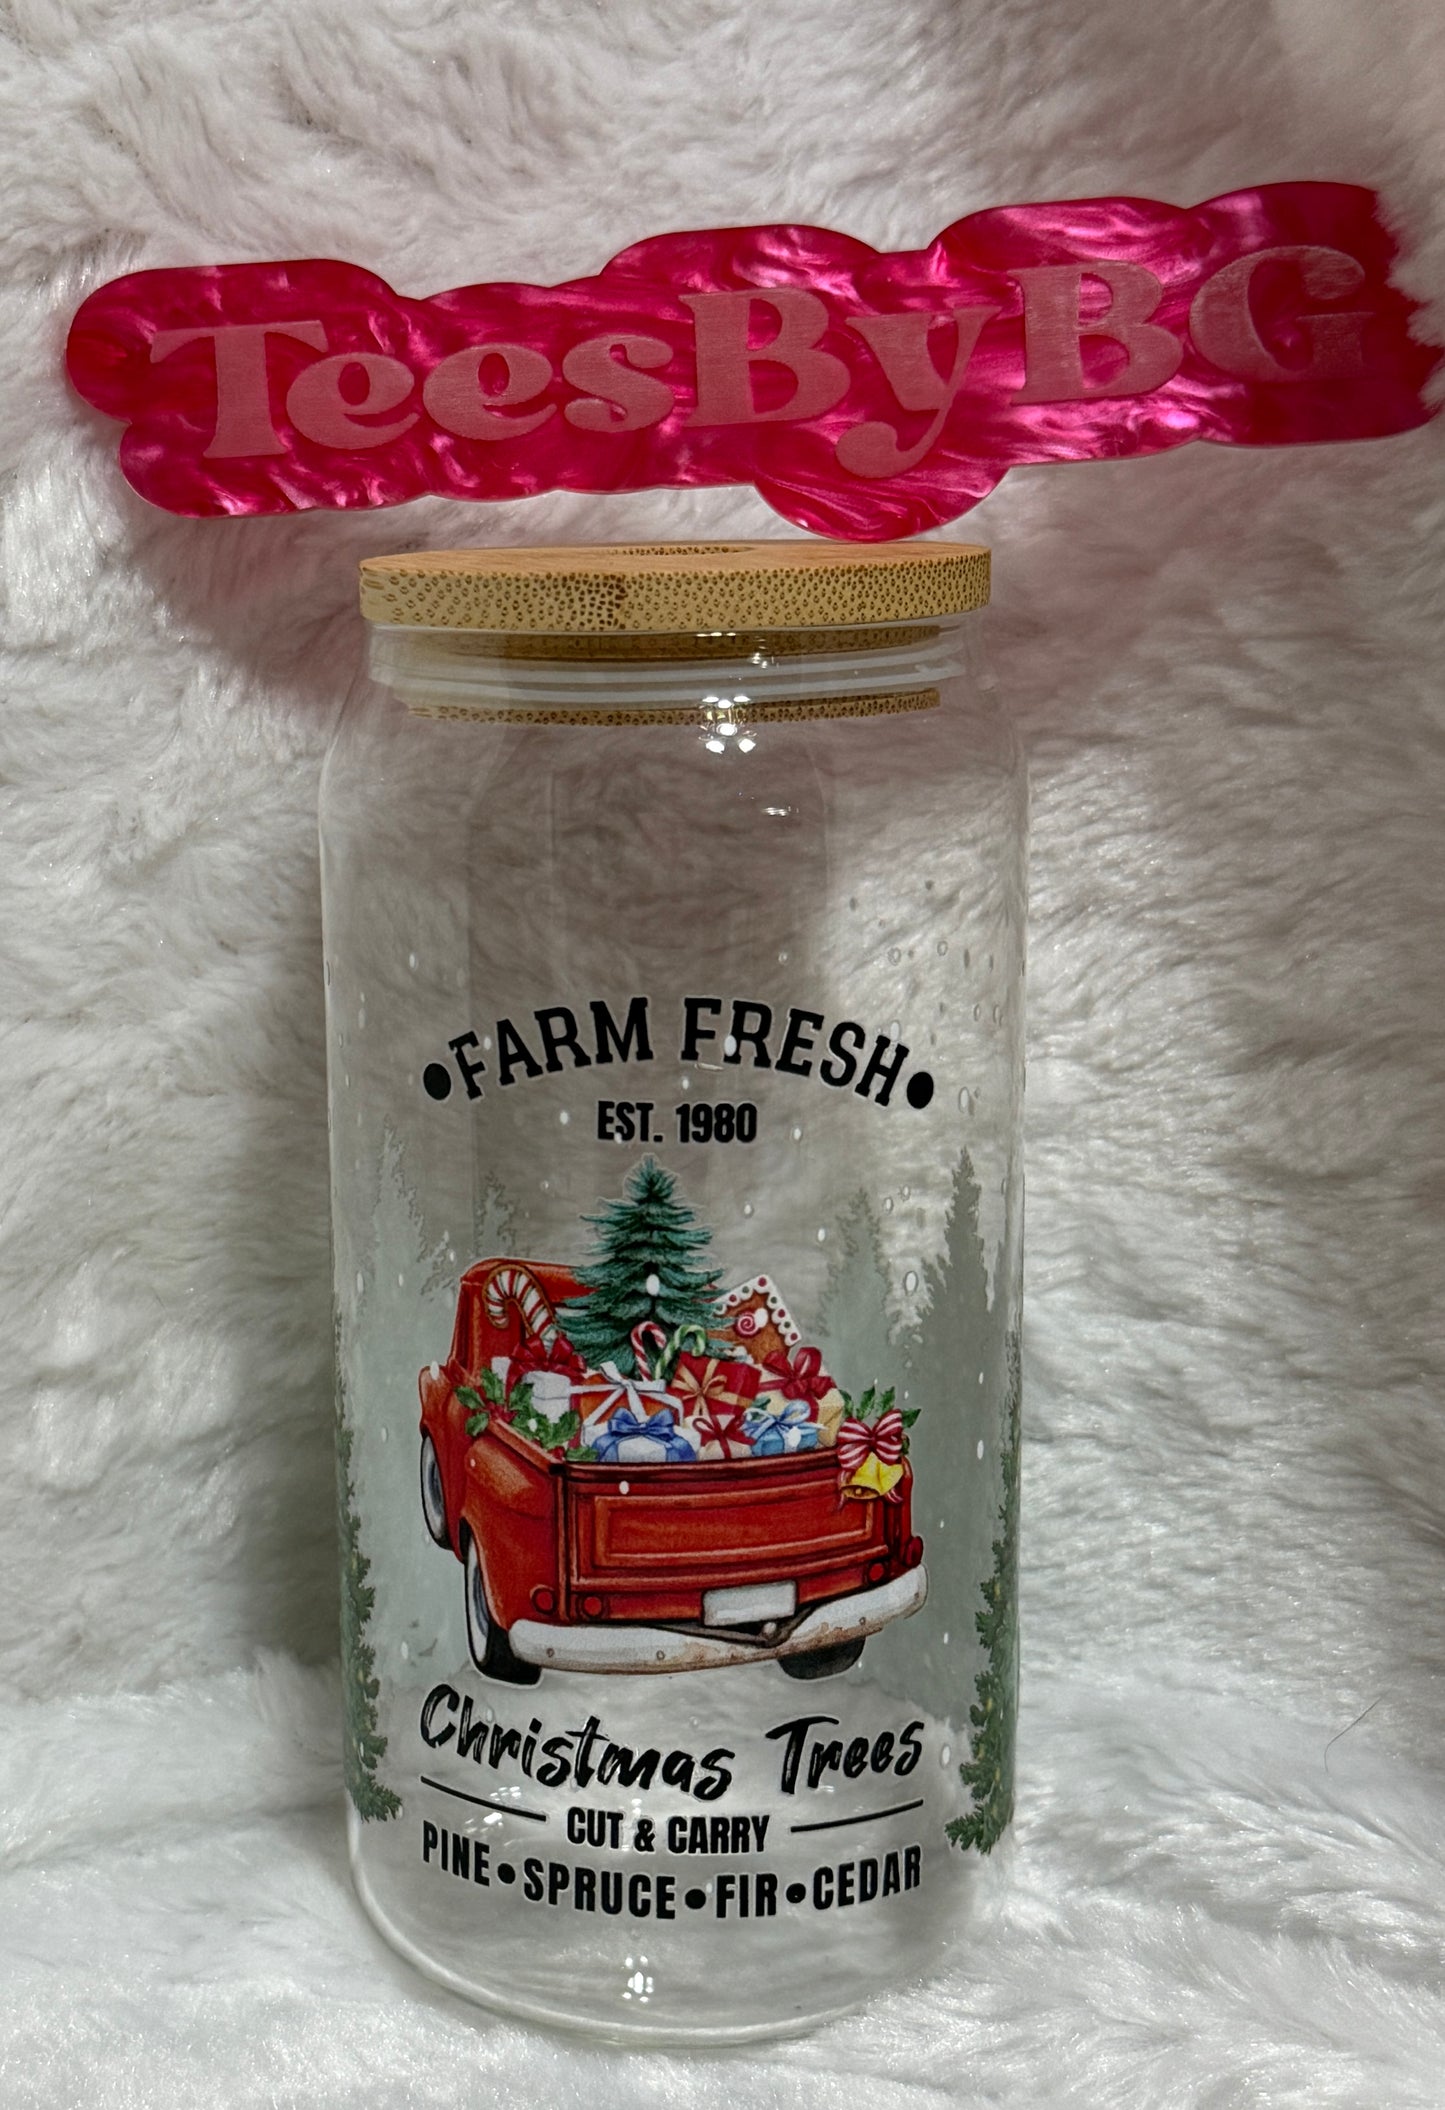 TeesByBG
•FARM FRESH•
EST. 1980
Christmas Trees
CUT & CARRY
PINE•SPRUCE•FIR•CEDAR